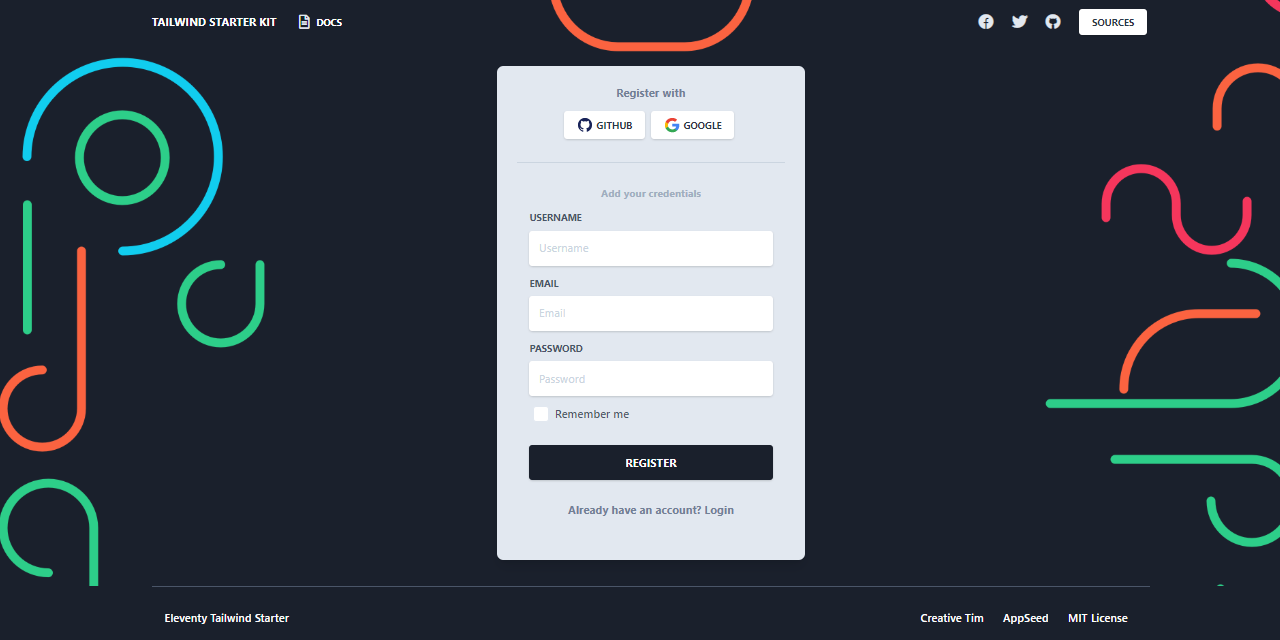 TAILWIND STARTER KIT DOCS SOURCES
Register with
GITHUB GOOGLE
Add your credentials
USERNAME
Username
EMAIL
Email
PASSWORD
Password
Remember me
REGISTER
Already have an account? Login
Eleventy Tailwind Starter Creative Tim AppSeed MIT License